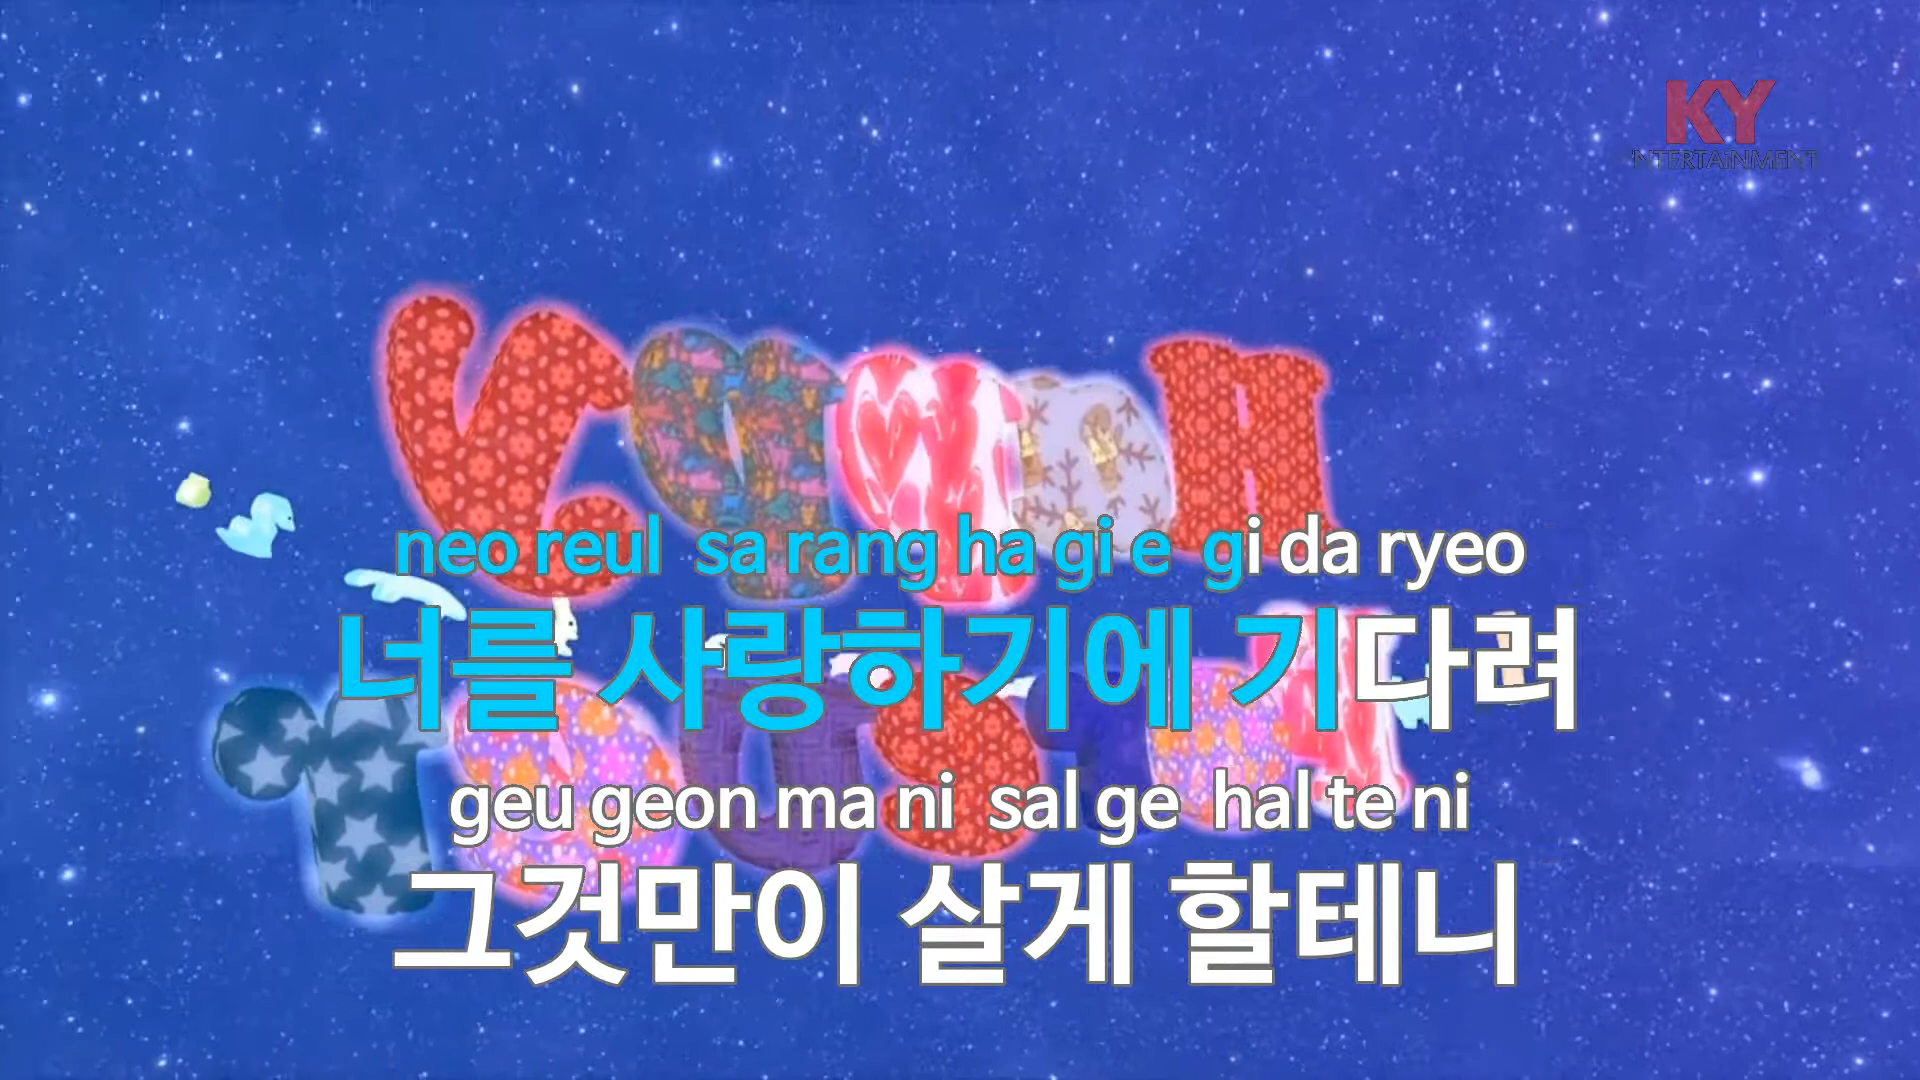 KY
ENTERTAINMENT
neo reul sa rang ha gi e gi da ryeo
너를 사랑하기에 기다려
geu geon ma ni sal ge hal te ni
그것만이 살게 할테니